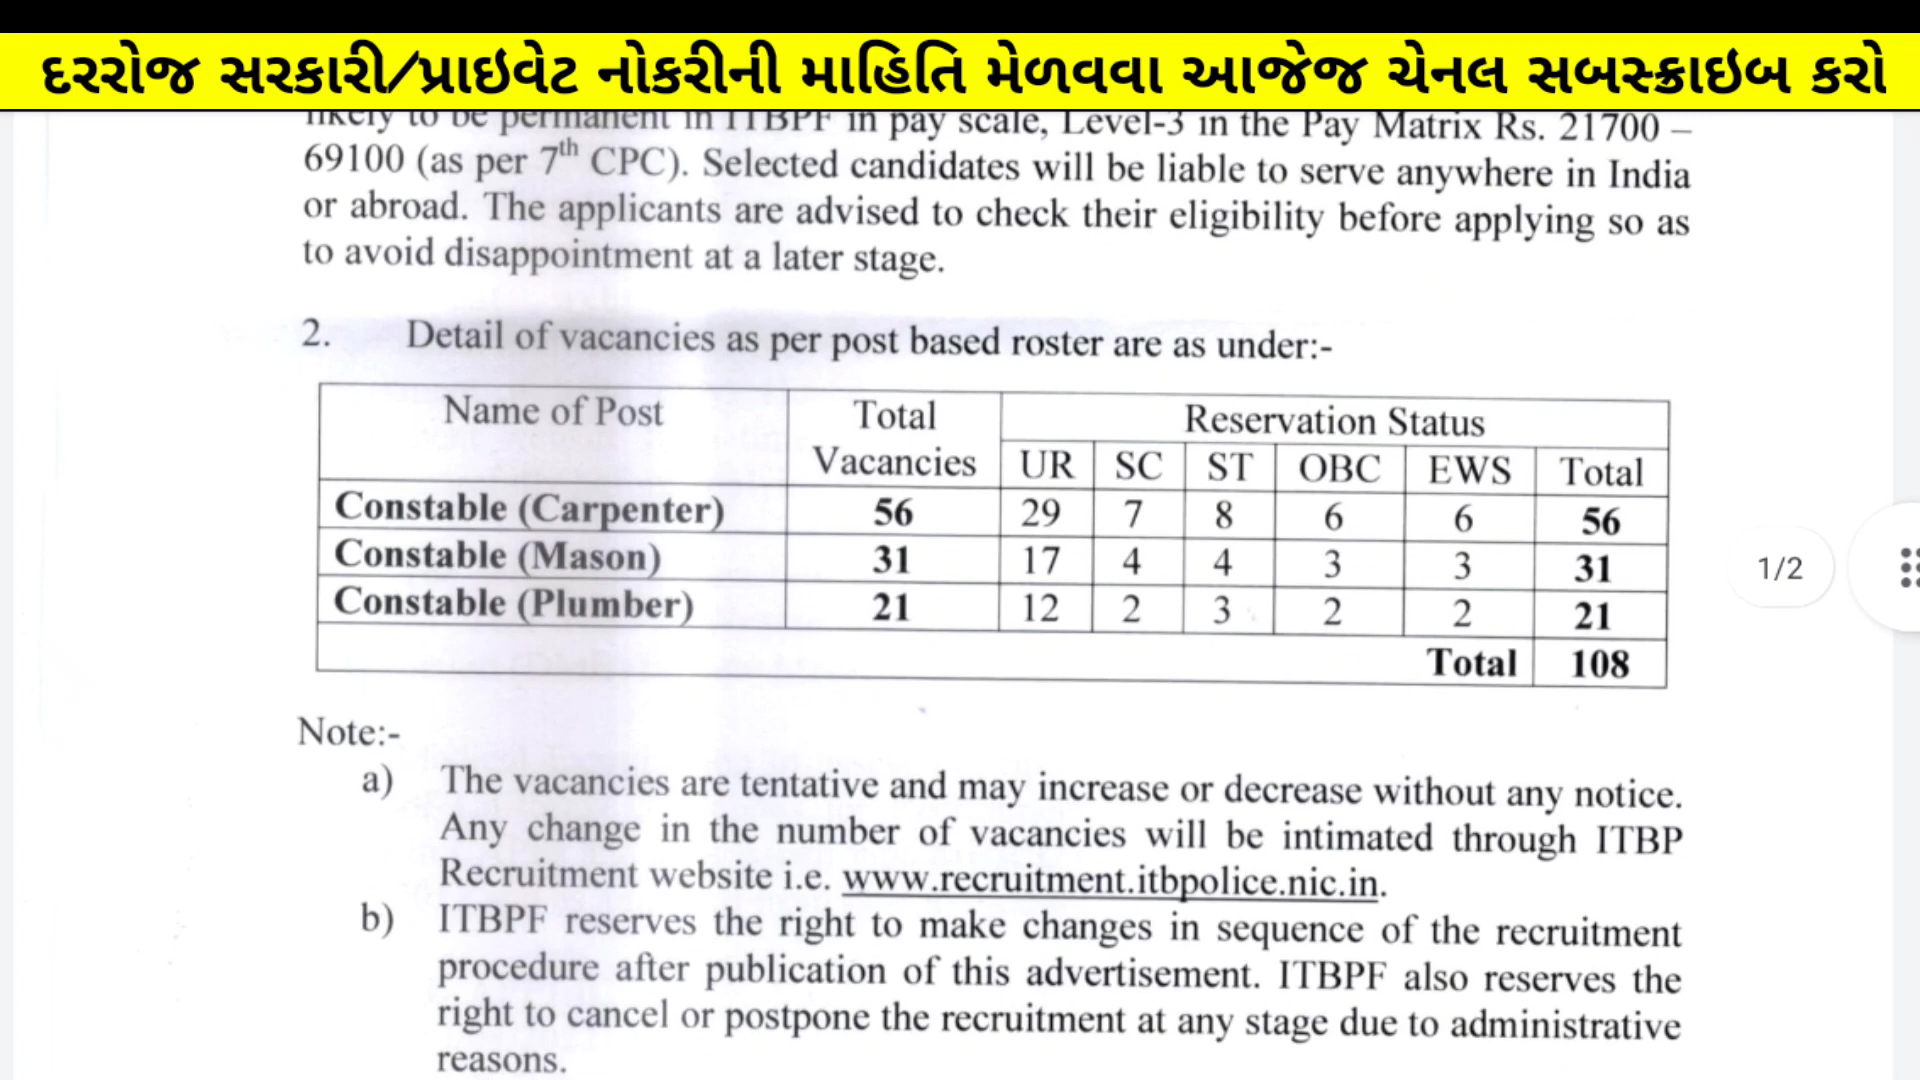 દરરોજ સરકારી/પ્રાઇવેટ નોકરીની માહિતિ મેળવવા આજેજ ચેનલ સબસ્ક્રાઇબ કરો
likely to be permanent in ITBPF in pay scale, Level-3 in the Pay Matrix Rs. 21700 –
69100 (as per 7th CPC). Selected candidates will be liable to serve anywhere in India
or abroad. The applicants are advised to check their eligibility before applying so as
to avoid disappointment at a later stage.
2. Detail of vacancies as per post based roster are as under:-
Name of Post Total Vacancies Reservation Status
UR SC ST OBC EWS Total
Constable (Carpenter) 56 29 7 8 6 6 56
Constable (Mason) 31 17 4 4 3 3 31
Constable (Plumber) 21 12 2 3 2 2 21
Total 108
1/2
Note:-
a) The vacancies are tentative and may increase or decrease without any notice.
Any change in the number of vacancies will be intimated through ITBP
Recruitment website i.e. www.recruitment.itbpolice.nic.in.
b) ITBPF reserves the right to make changes in sequence of the recruitment
procedure after publication of this advertisement. ITBPF also reserves the
right to cancel or postpone the recruitment at any stage due to administrative
reasons.